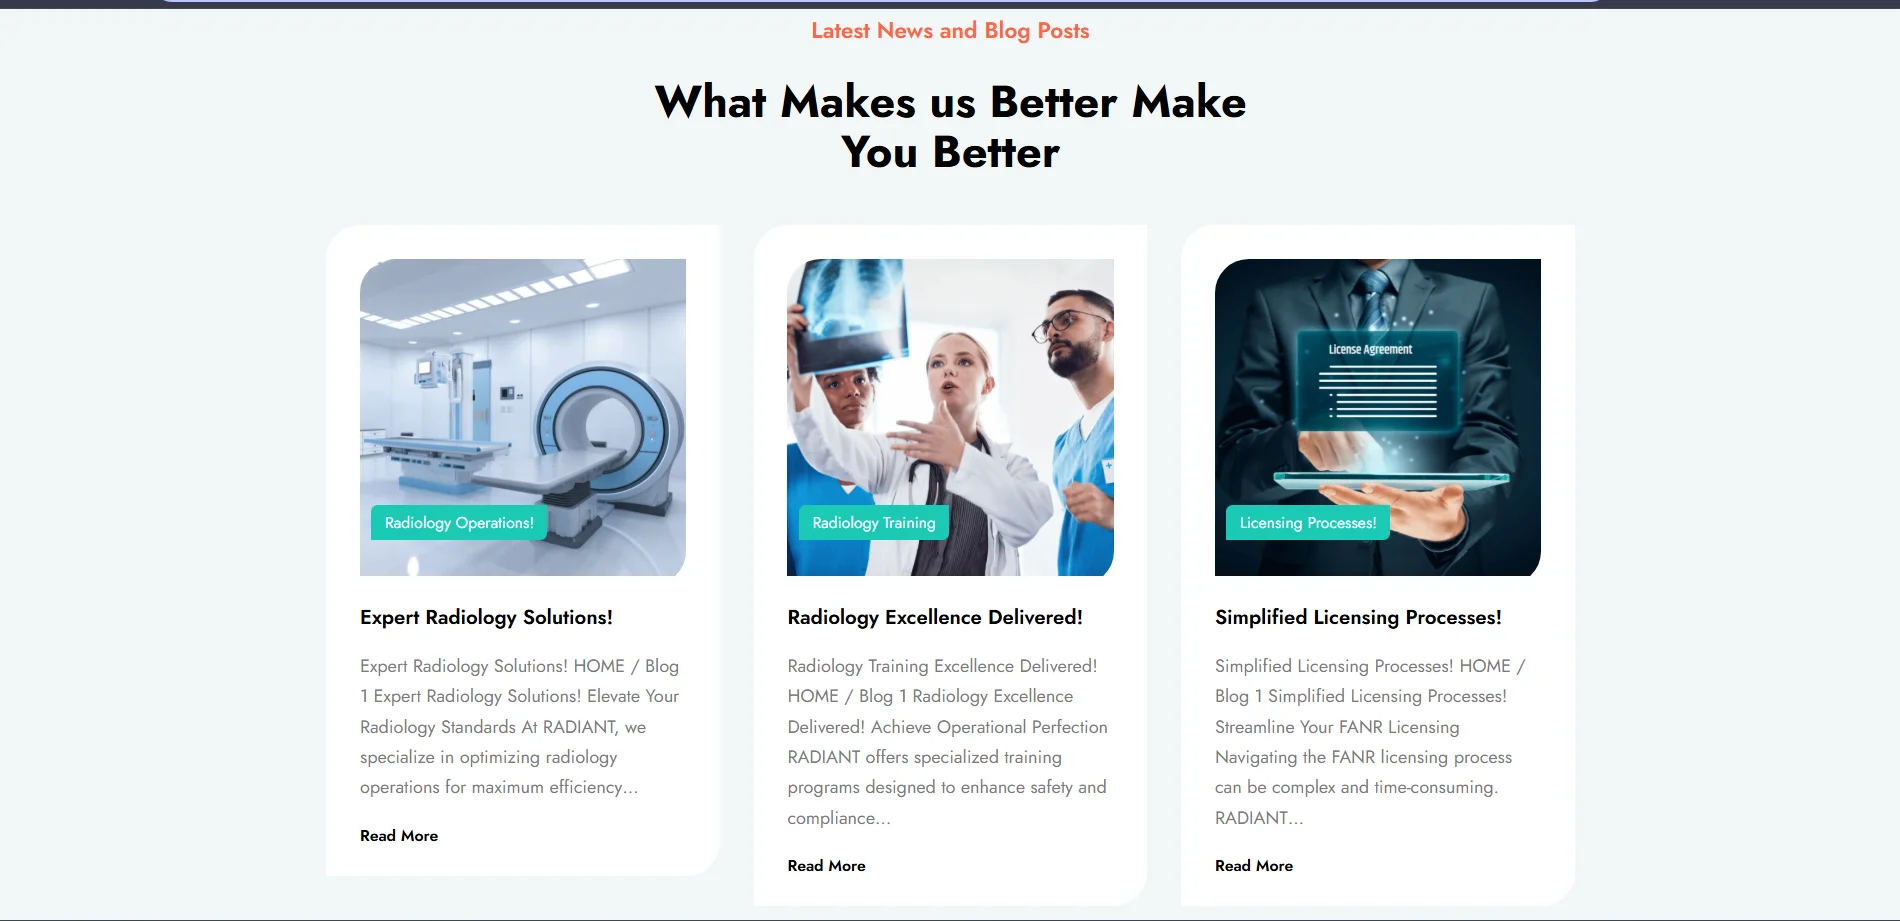 Latest News and Blog Posts
What Makes us Better Make
You Better
License Agreement
Radiology Operations!
Radiology Training
Licensing Processes!
Expert Radiology Solutions!
Expert Radiology Solutions! HOME / Blog
1 Expert Radiology Solutions! Elevate Your
Radiology Standards At RADIANT, we
specialize in optimizing radiology
operations for maximum efficiency...
Read More
Radiology Excellence Delivered!
Radiology Training Excellence Delivered!
HOME / Blog 1 Radiology Excellence
Delivered! Achieve Operational Perfection
RADIANT offers specialized training
programs designed to enhance safety and
compliance...
Read More
Simplified Licensing Processes!
Simplified Licensing Processes! HOME /
Blog 1 Simplified Licensing Processes!
Streamline Your FANR Licensing
Navigating the FANR licensing process
can be complex and time-consuming.
RADIANT...
Read More